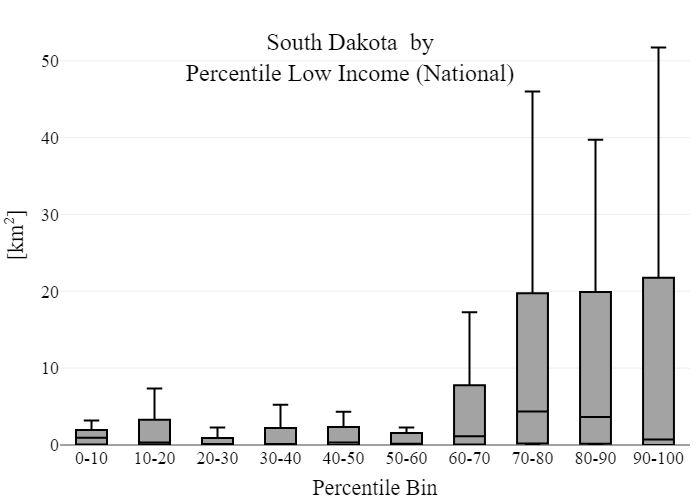 South Dakota  by
Percentile Low Income (National)
50
40
30
20
10
0
[km²]
0-10 10-20 20-30 30-40 40-50 50-60 60-70 70-80 80-90 90-100
Percentile Bin